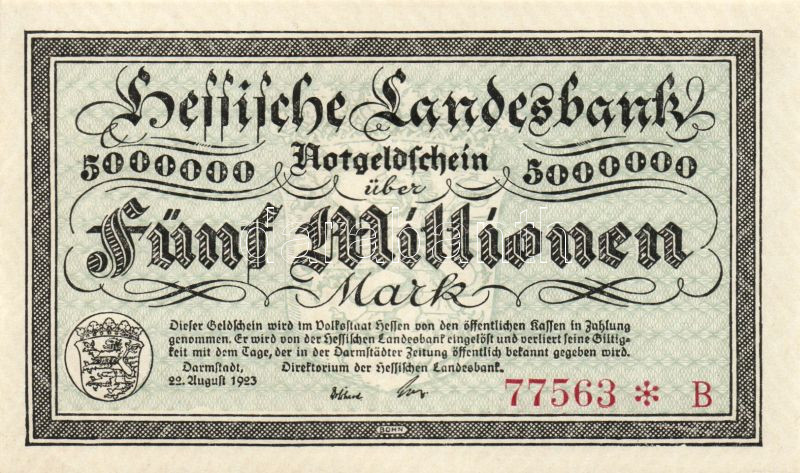 Hessische Landesbank
5000000 Notgeldschein 5000000
über
Fünf Millionen
Mark
Dieser Geldschein wird im Volksstaat Hessen von den öffentlichen Kassen in Zahlung
genommen. Er wird von der Hessischen Landesbank eingelöst und verliert seine Giltig-
keit mit dem Tage, der in der Darmstädter Zeitung öffentlich bekannt gegeben wird.
Darmstadt, Direktorium der Hessischen Landesbank.
22. August 1923
77563 * B
BOHN